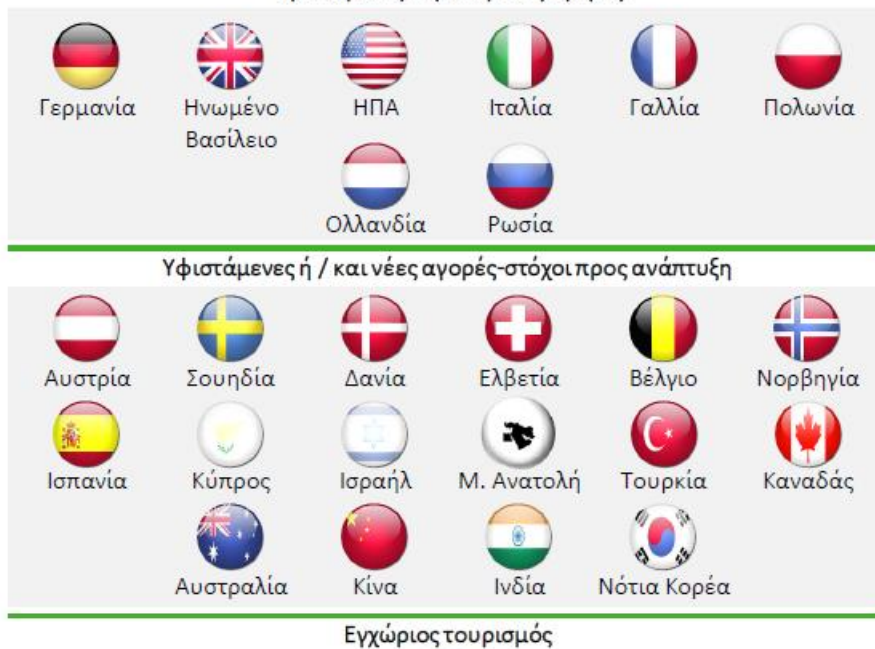 Γερμανία Ηνωμένο Βασίλειο ΗΠΑ Ιταλία Γαλλία Πολωνία
Ολλανδία Ρωσία
Υφιστάμενες ή / και νέες αγορές-στόχοι προς ανάπτυξη
Αυστρία Σουηδία Δανία Ελβετία Βέλγιο Νορβηγία
Ισπανία Κύπρος Ισραήλ Μ. Ανατολή Τουρκία Καναδάς
Αυστραλία Κίνα Ινδία Νότια Κορέα
Εγχώριος τουρισμός